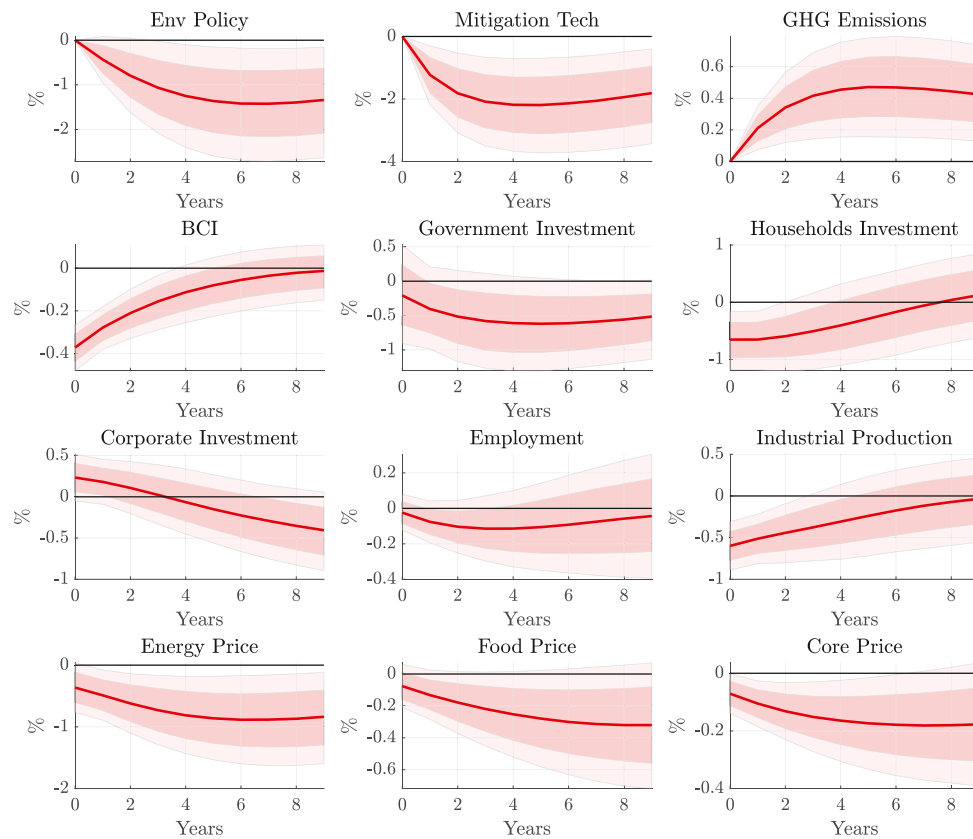 Env Policy Mitigation Tech GHG Emissions
0
-1
-2
%
0 2 4 6 8
Years
0
-2
-4
%
0 2 4 6 8
Years
0.6
0.4
0.2
0
%
0 2 4 6 8
Years
BCI Government Investment Households Investment
0
-0.2
-0.4
%
0 2 4 6 8
Years
0.5
0
-0.5
-1
%
0 2 4 6 8
Years
1
0
-1
%
0 2 4 6 8
Years
Corporate Investment Employment Industrial Production
0.5
0
-0.5
-1
%
0 2 4 6 8
Years
0.2
0
-0.2
-0.4
%
0 2 4 6 8
Years
0.5
0
-0.5
-1
%
0 2 4 6 8
Years
Energy Price Food Price Core Price
0
-1
-2
%
0 2 4 6 8
Years
0
-0.2
-0.4
-0.6
%
0 2 4 6 8
Years
0
-0.2
-0.4
%
0 2 4 6 8
Years